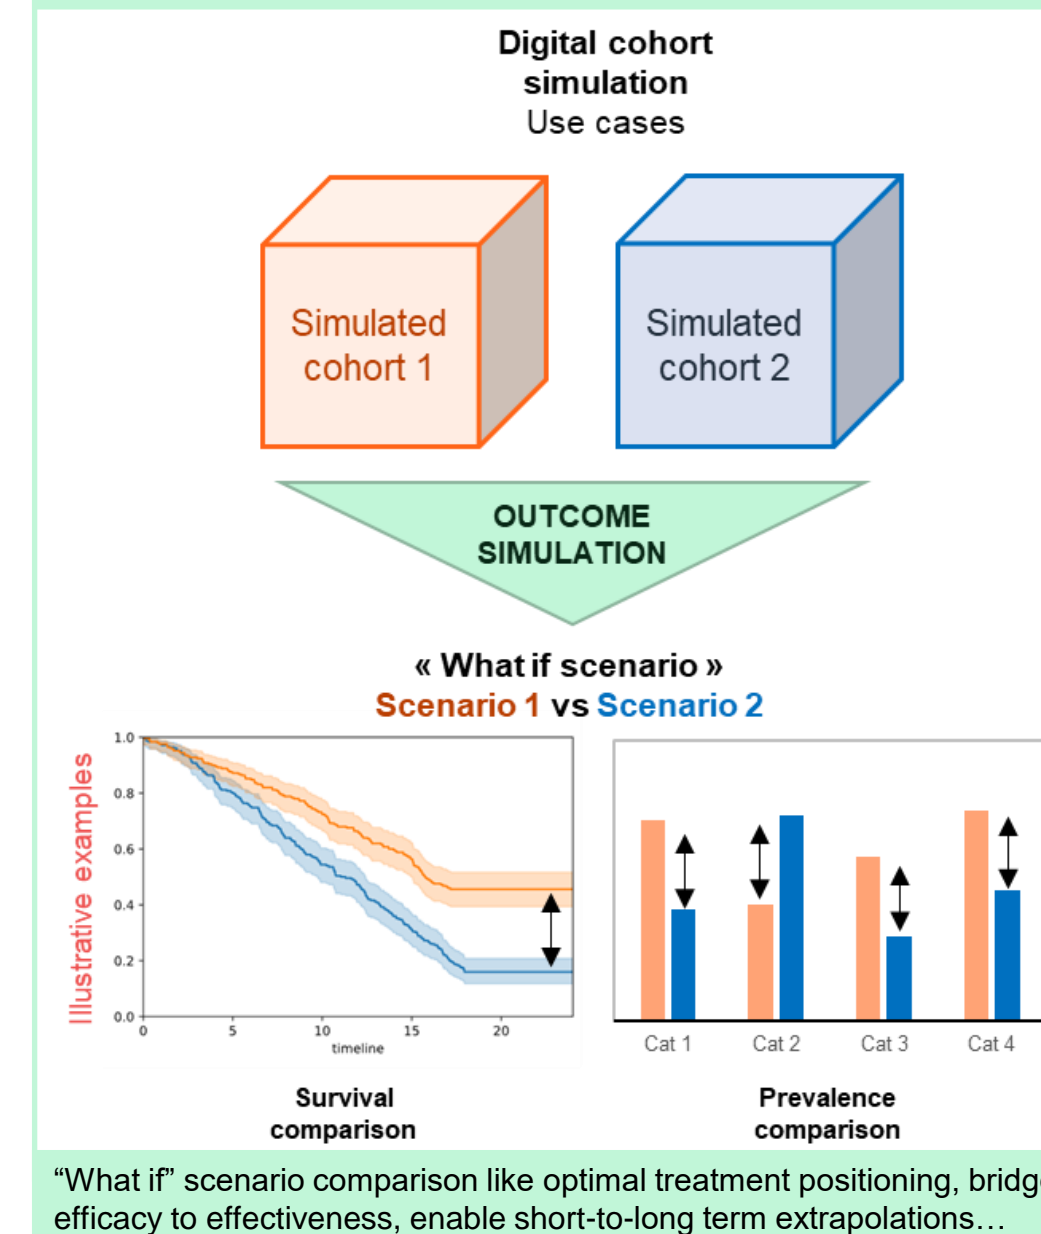 Digital cohort
simulation
Use cases
Simulated
cohort 1
Simulated
cohort 2
OUTCOME
SIMULATION
« What if scenario »
Scenario 1 vs Scenario 2
Illustrative examples
1.0
0.8
0.6
0.4
0.2
0.0
0 5 10 15 20
timeline
Cat 1 Cat 2 Cat 3 Cat 4
Survival
comparison
Prevalence
comparison
“What if” scenario comparison like optimal treatment positioning, bridge
efficacy to effectiveness, enable short-to-long term extrapolations…